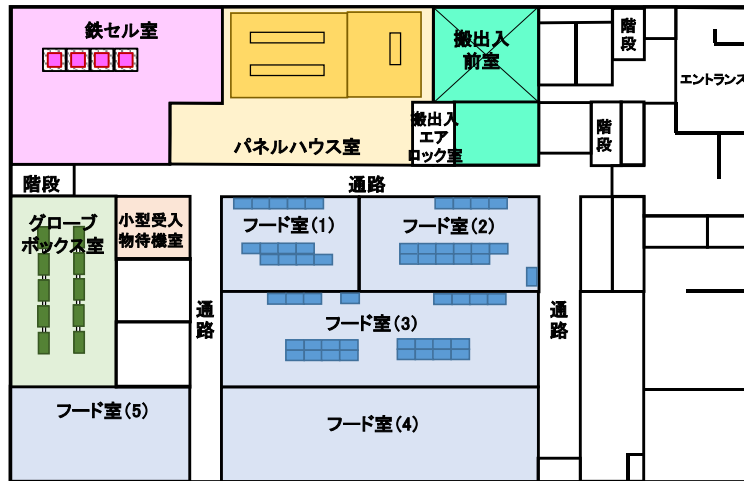 鉄セル室
搬出入
前室
階
段
エントランス
パネルハウス室
搬出入
エア
ロック室
階
段
階段
通路
グローブ
ボックス室
小型受入
物待機室
フード室(1)
フード室(2)
通
路
フード室(3)
通
路
フード室(5)
フード室(4)